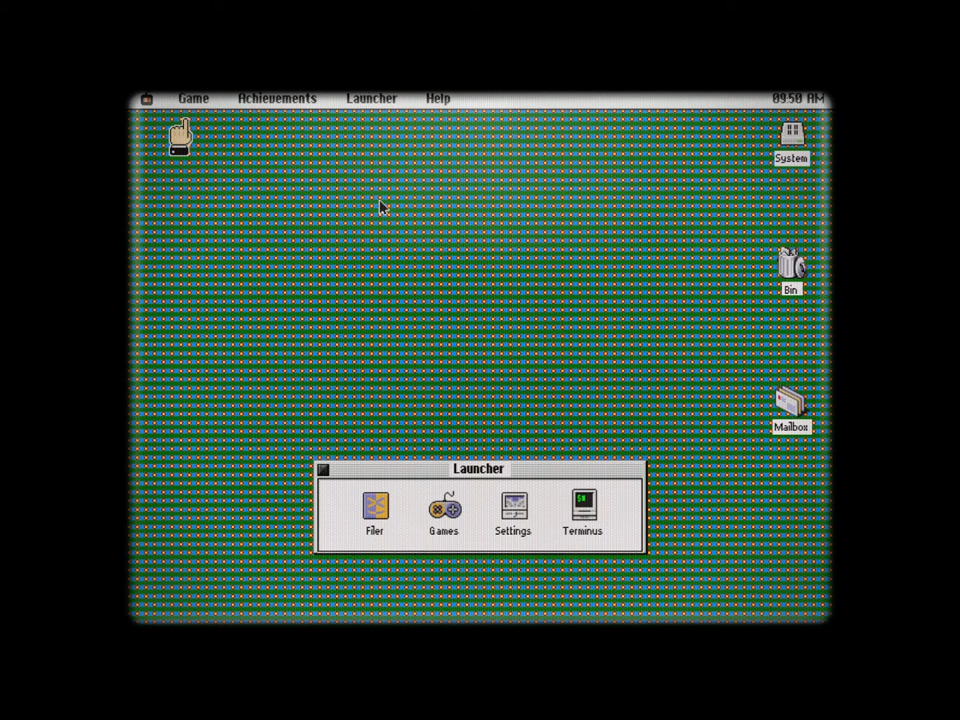 Game Achievements Launcher Help 09:50 AM
System
Bin
Mailbox
Launcher
Filer Games Settings Terminus